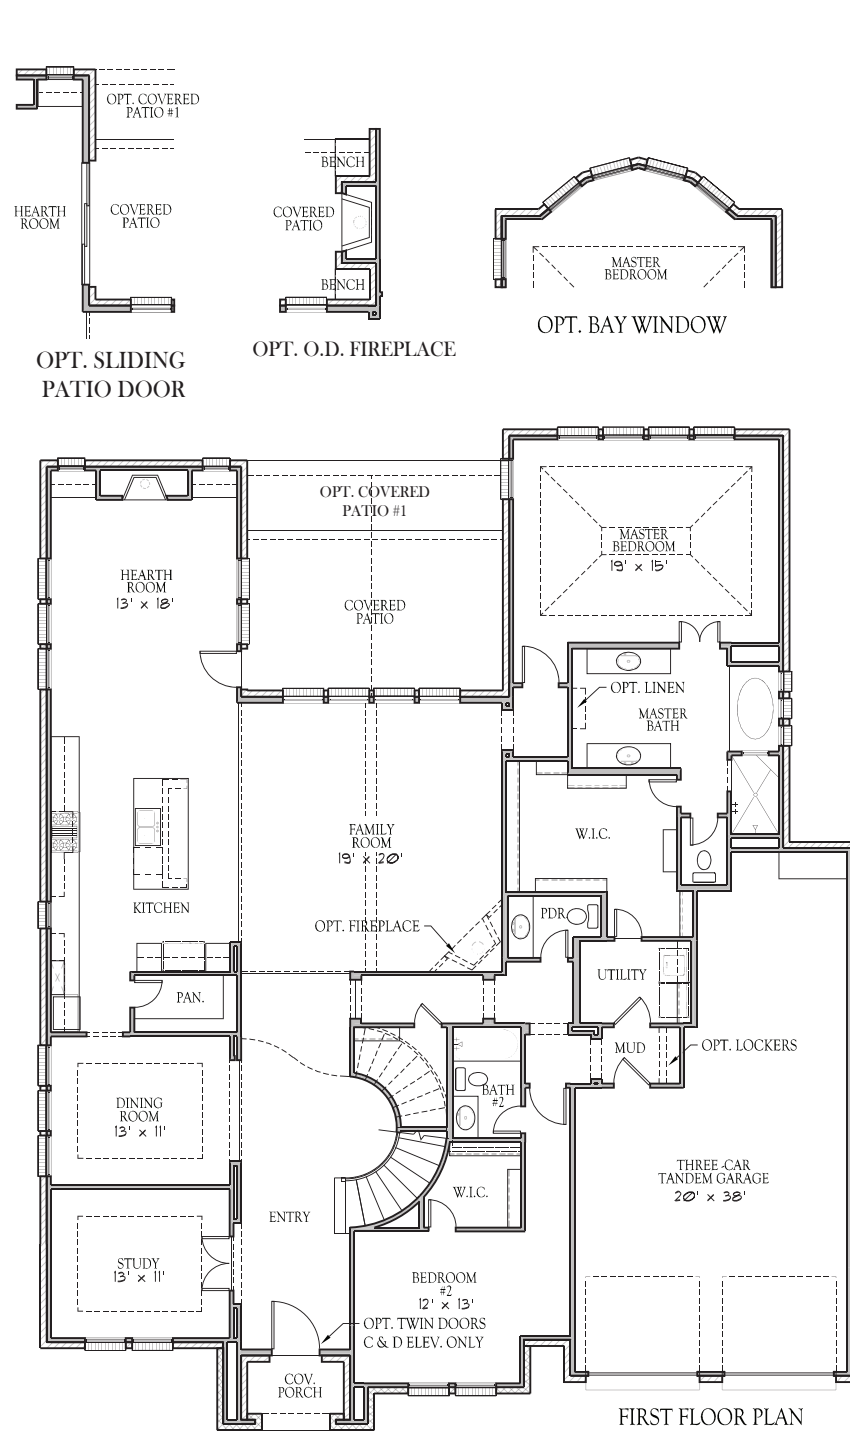 OPT. COVERED
PATIO #1
HEARTH
ROOM
COVERED
PATIO
OPT. SLIDING
PATIO DOOR
BENCH
COVERED
PATIO
BENCH
OPT. O.D. FIREPLACE
MASTER
BEDROOM
OPT. BAY WINDOW
OPT. COVERED
PATIO #1
MASTER
BEDROOM
19' x 15'
HEARTH
ROOM
13' x 18'
COVERED
PATIO
OPT. LINEN
MASTER
BATH
FAMILY
ROOM
19' x 20'
W.I.C.
KITCHEN
OPT. FIREPLACE
PDR.
PAN.
UTILITY
MUD
OPT. LOCKERS
BATH
#2
DINING
ROOM
13' x 11'
THREE -CAR
TANDEM GARAGE
20' x 38'
W.I.C.
ENTRY
STUDY
13' x 11'
BEDROOM
#2
12' x 13'
OPT. TWIN DOORS
C & D ELEV. ONLY
COV.
PORCH
FIRST FLOOR PLAN